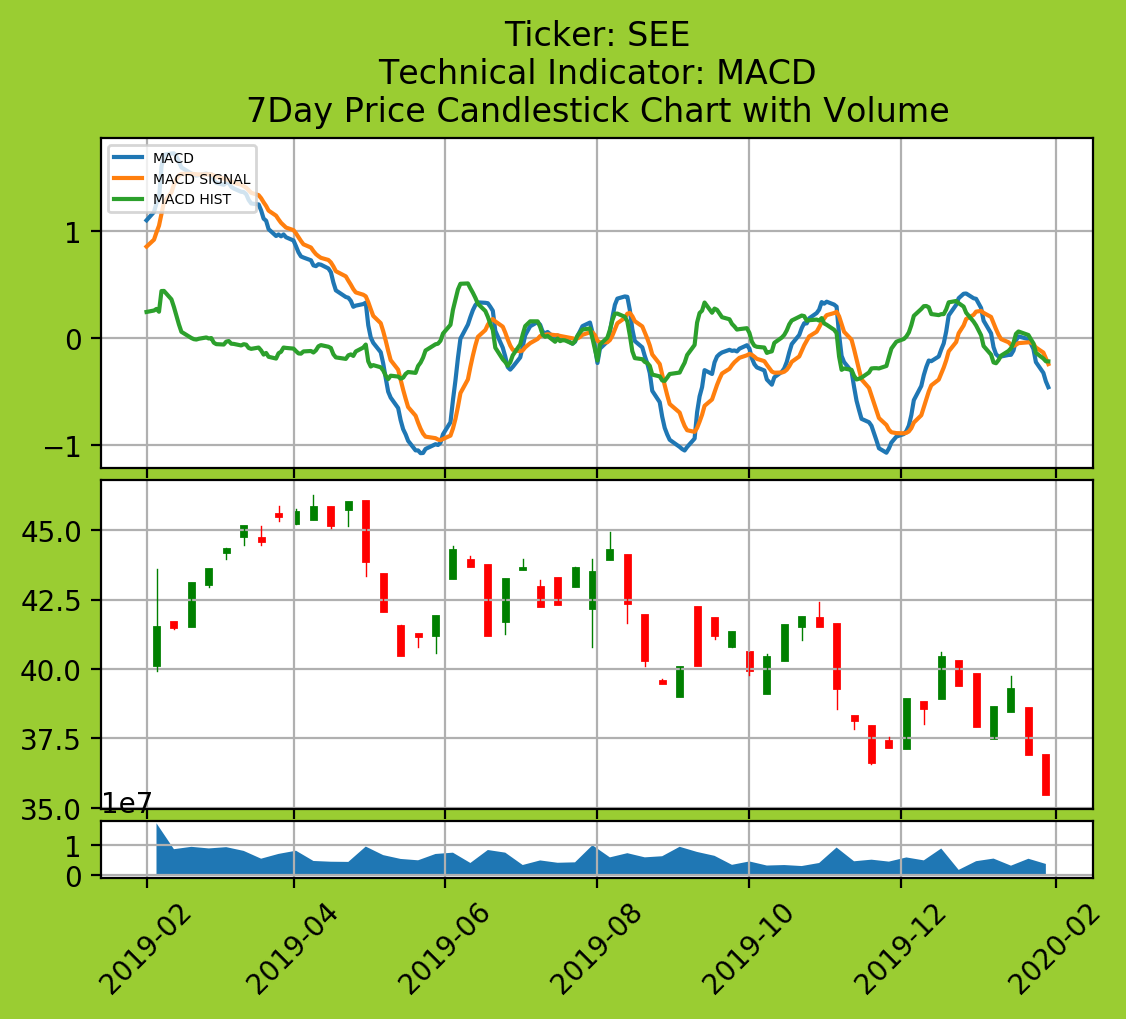 Ticker: SEE
Technical Indicator: MACD
7Day Price Candlestick Chart with Volume
MACD
MACD SIGNAL
MACD HIST
1
0
−1
45.0
42.5
40.0
37.5
35.0
1e7
1
0
2019-02
2019-04
2019-06
2019-08
2019-10
2019-12
2020-02